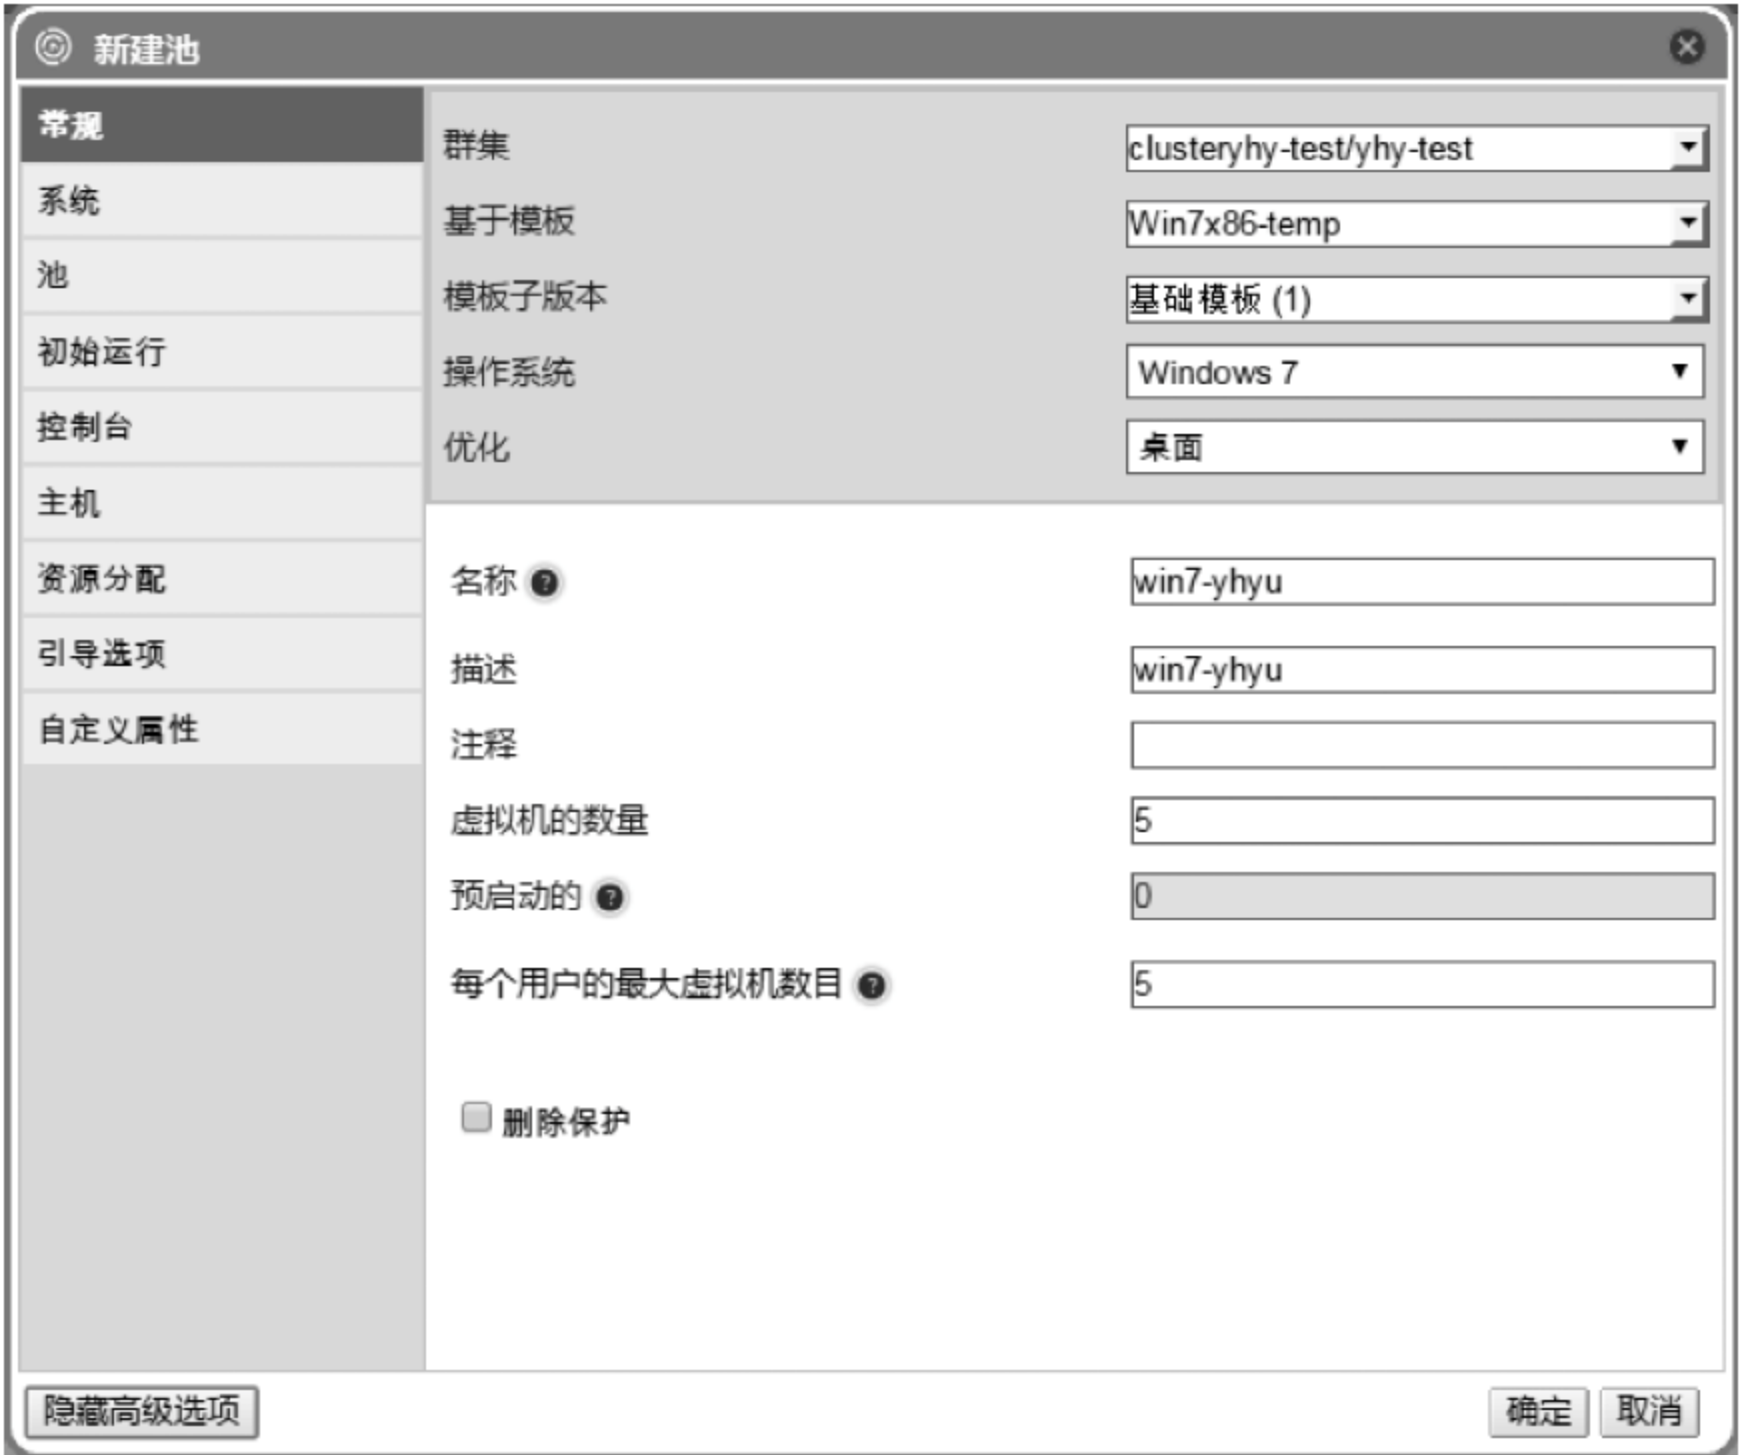 新建池
常规
系统
池
初始运行
控制台
主机
资源分配
引导选项
自定义属性
群集 clusteryhy-test/yhy-test
基于模板 Win7x86-temp
模板子版本 基础模板 (1)
操作系统 Windows 7
优化 桌面
名称 win7-yhyu
描述 win7-yhyu
注释
虚拟机的数量 5
预启动的 0
每个用户的最大虚拟机数目 5
删除保护
隐藏高级选项 确定 取消